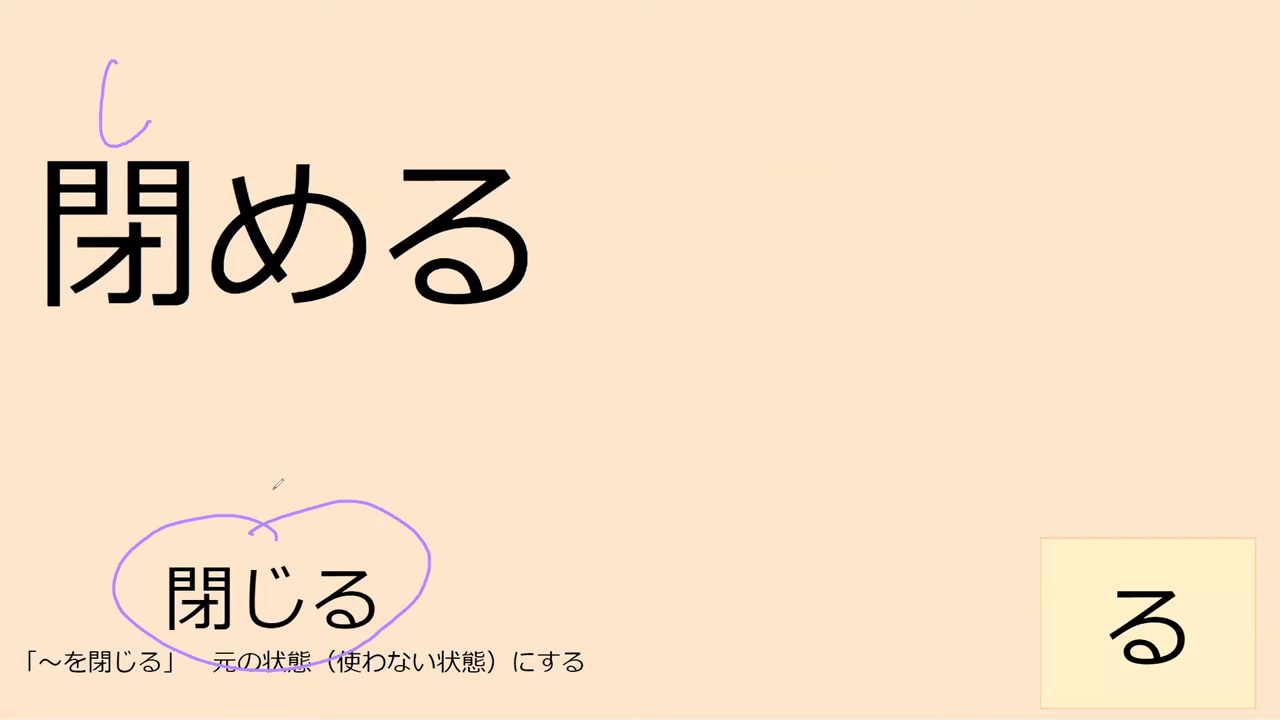 し
閉める
閉じる
「～を閉じる」　元の状態（使わない状態）にする
る